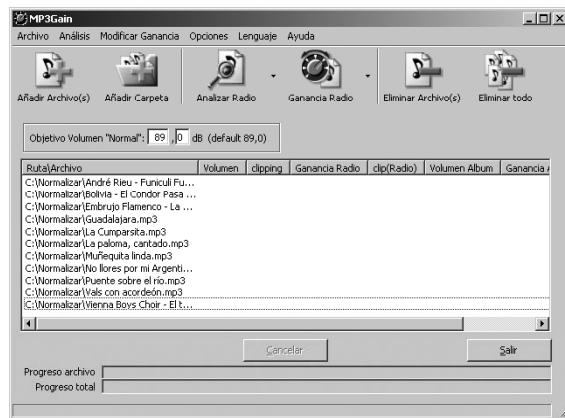 MP3Gain
Archivo Análisis Modificar Ganancia Opciones Lenguaje Ayuda
Añadir Archivo(s) Añadir Carpeta Analizar Radio Ganancia Radio Eliminar Archivo(s) Eliminar todo
Objetivo Volumen "Normal": 89 ,0 dB (default 89,0)
Ruta\Archivo Volumen clipping Ganancia Radio clip(Radio) Volumen Album Ganancia
C:\Normalizar\André Rieu - Funiculi Fu...
C:\Normalizar\Bolivia - El Condor Pasa ...
C:\Normalizar\Embrujo Flamenco - La ...
C:\Normalizar\Guadalajara.mp3
C:\Normalizar\La Cumparsita.mp3
C:\Normalizar\La paloma, cantado.mp3
C:\Normalizar\Muñequita linda.mp3
C:\Normalizar\No llores por mi Argenti...
C:\Normalizar\Puente sobre el río.mp3
C:\Normalizar\Vals con acordeón.mp3
C:\Normalizar\Vienna Boys Choir - El t...
Cancelar Salir
Progreso archivo
Progreso total